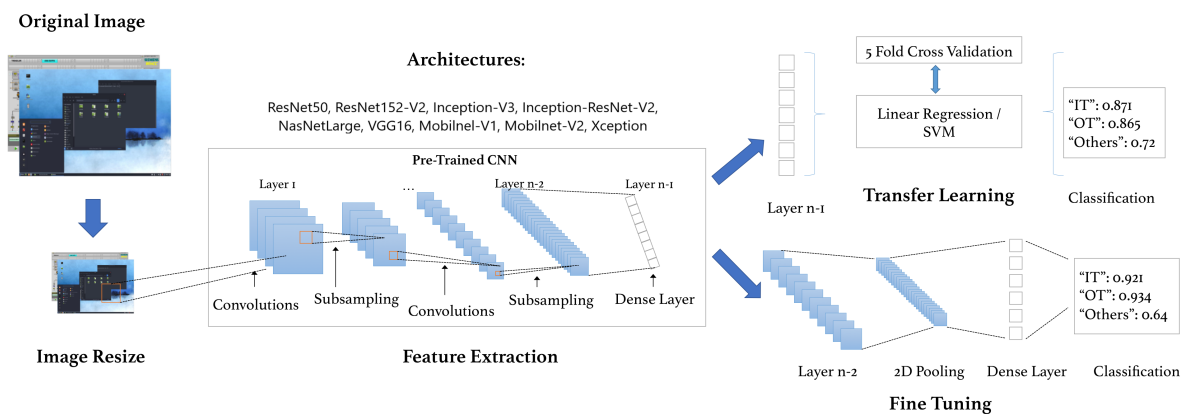 Original Image
Image Resize
Architectures:
ResNet50, ResNet152-V2, Inception-V3, Inception-ResNet-V2,
NasNetLarge, VGG16, Mobilnel-V1, Mobilnet-V2, Xception
Pre-Trained CNN
Layer 1
...
Layer n-2
Layer n-1
Convolutions
Subsampling
Convolutions
Subsampling
Dense Layer
Feature Extraction
Layer n-1
5 Fold Cross Validation
Linear Regression /
SVM
Transfer Learning
"IT": 0.871
"OT": 0.865
"Others": 0.72
Classification
Layer n-2
2D Pooling
Dense Layer
"IT": 0.921
"OT": 0.934
"Others": 0.64
Classification
Fine Tuning